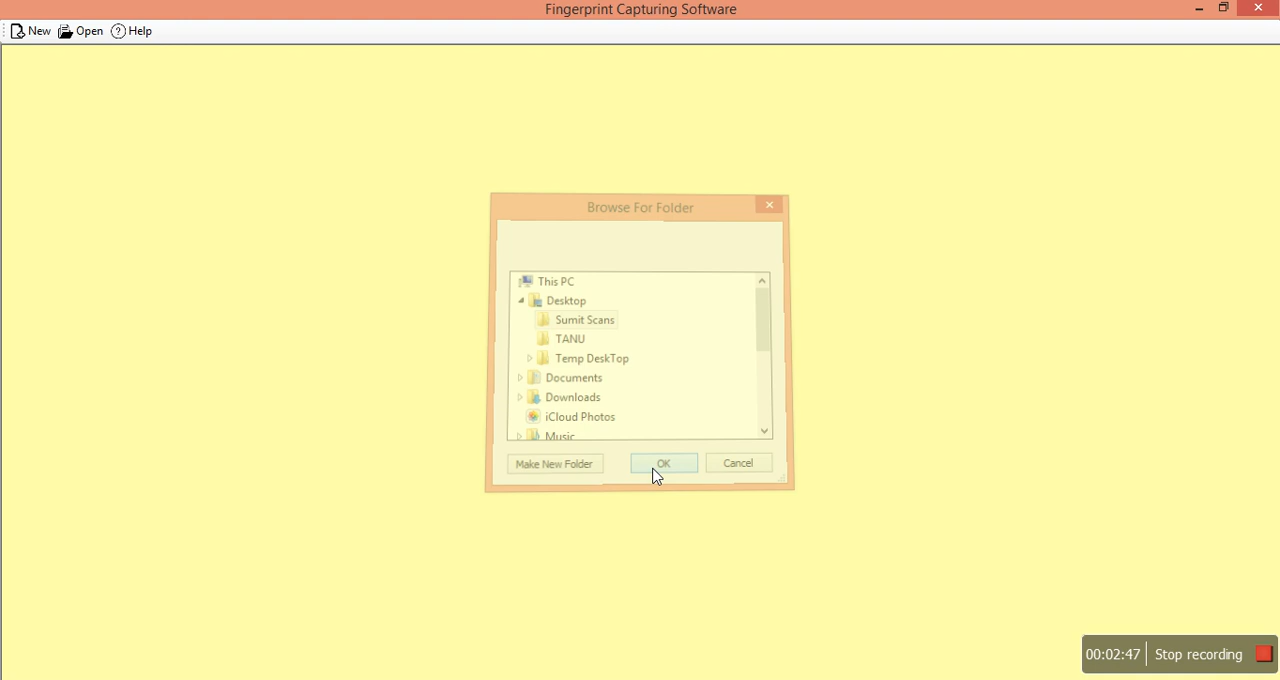 Fingerprint Capturing Software
New Open Help
Browse For Folder
This PC
Desktop
Sumit Scans
TANU
Temp DeskTop
Documents
Downloads
iCloud Photos
Music
Make New Folder OK Cancel
00:02:47 Stop recording